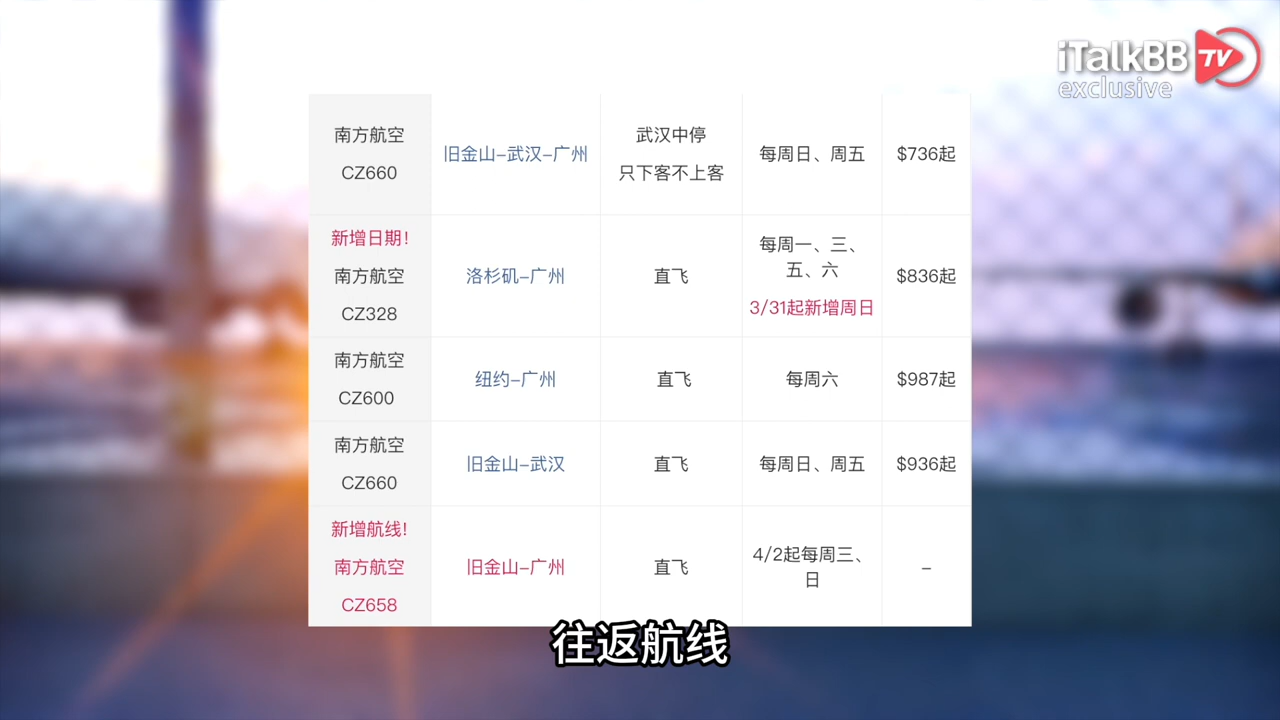 iTalkBB TV
exclusive
南方航空
CZ660
旧金山–武汉–广州
武汉中停
只下客不上客
每周日、周五
$736起
新增日期！
南方航空
CZ328
洛杉矶–广州
直飞
每周一、三、
五、六
3/31起新增周日
$836起
南方航空
CZ600
纽约–广州
直飞
每周六
$987起
南方航空
CZ660
旧金山–武汉
直飞
每周日、周五
$936起
新增航线!
南方航空
CZ658
旧金山–广州
直飞
4/2起每周三、
日
–
往返航线